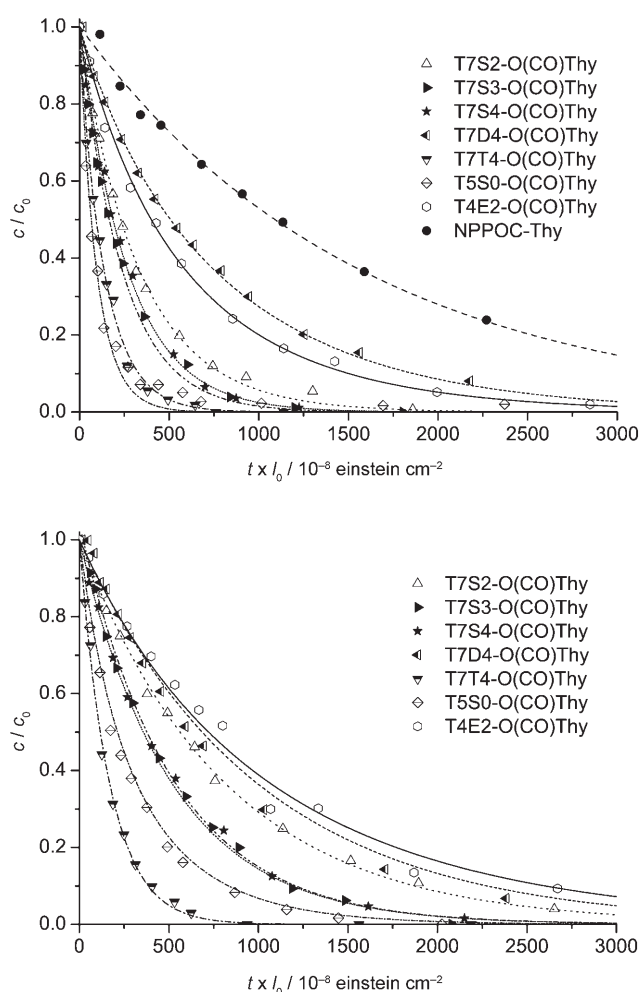 1.0
0.8
0.6
0.4
0.2
0.0
c / c₀
T7S2-O(CO)Thy
T7S3-O(CO)Thy
T7S4-O(CO)Thy
T7D4-O(CO)Thy
T7T4-O(CO)Thy
T5S0-O(CO)Thy
T4E2-O(CO)Thy
NPPOC-Thy
0 500 1000 1500 2000 2500 3000
t x I₀ / 10⁻⁸ einstein cm⁻²
1.0
0.8
0.6
0.4
0.2
0.0
c / c₀
T7S2-O(CO)Thy
T7S3-O(CO)Thy
T7S4-O(CO)Thy
T7D4-O(CO)Thy
T7T4-O(CO)Thy
T5S0-O(CO)Thy
T4E2-O(CO)Thy
0 500 1000 1500 2000 2500 3000
t x I₀ / 10⁻⁸ einstein cm⁻²